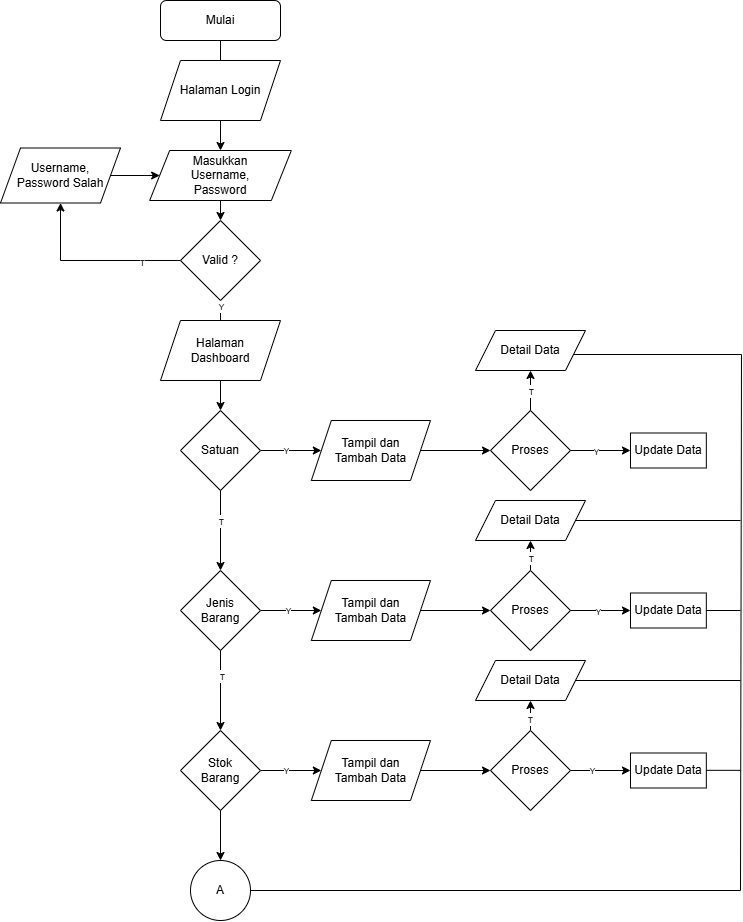 Mulai
Halaman Login
Masukkan
Username,
Password
Username,
Password Salah
Valid ?
T
Y
Halaman
Dashboard
Detail Data
T
Satuan
Y
Tampil dan
Tambah Data
Proses
Y
Update Data
T
Detail Data
T
Jenis
Barang
Y
Tampil dan
Tambah Data
Proses
Y
Update Data
T
Detail Data
T
Stok
Barang
Y
Tampil dan
Tambah Data
Proses
Y
Update Data
A